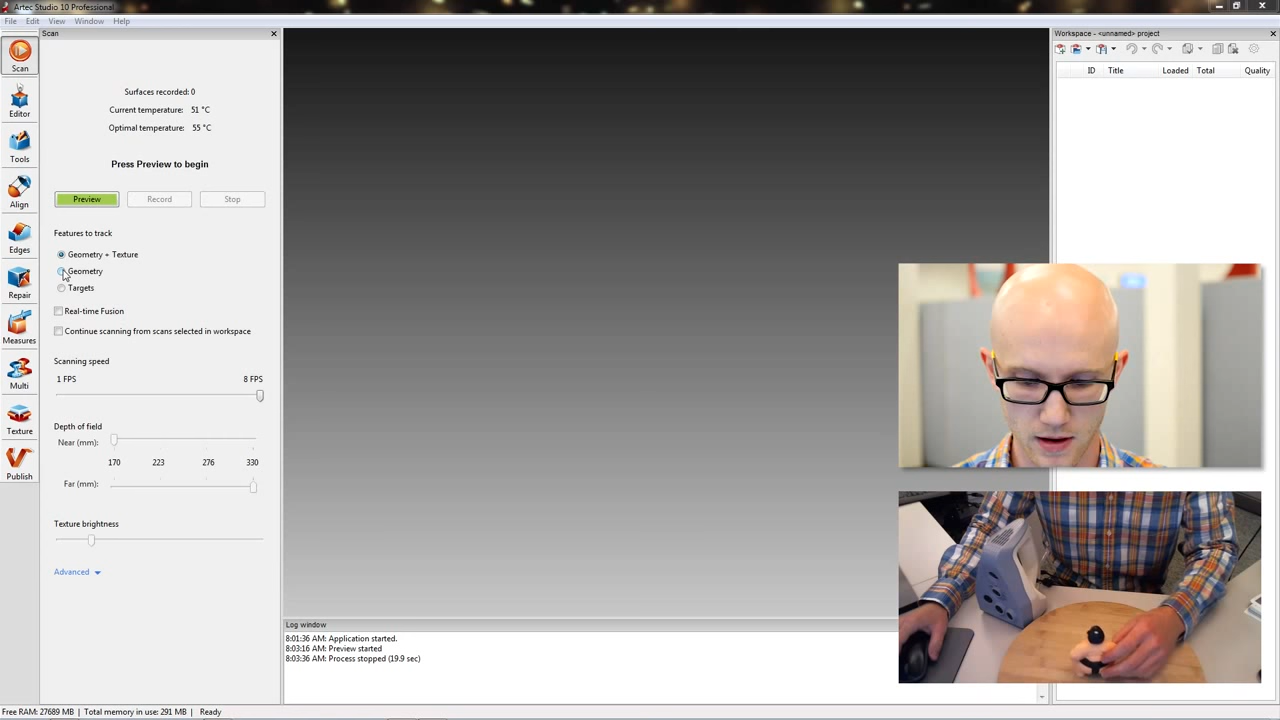 Artec Studio 10 Professional
File Edit View Window Help
Scan
Workspace - <unnamed> project
Scan
Editor
Tools
Align
Edges
Repair
Measures
Multi
Texture
Publish
Surfaces recorded: 0
Current temperature: 51 °C
Optimal temperature: 55 °C
Press Preview to begin
Preview Record Stop
Features to track
Geometry + Texture
Geometry
Targets
Real-time Fusion
Continue scanning from scans selected in workspace
Scanning speed
1 FPS 8 FPS
Depth of field
Near (mm):
170 223 276 330
Far (mm):
Texture brightness
Advanced
ID Title Loaded Total Quality
Log window
8:01:36 AM: Application started.
8:03:16 AM: Preview started
8:03:36 AM: Process stopped (19.9 sec)
Free RAM: 27689 MB | Total memory in use: 291 MB | Ready